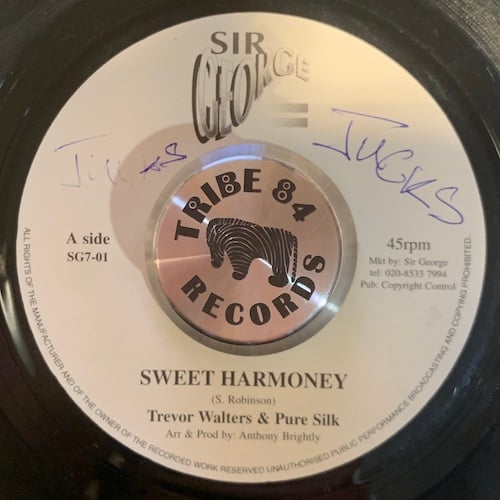 SIR
GEORGE
JUCKS
TRIBE 84
RECORDS
A side
SG7-01
45rpm
Mkt by: Sir George
tel: 020-8533 7994
Pub: Copyright Control
SWEET HARMONEY
(S. Robinson)
Trevor Walters & Pure Silk
Art & Prod by: Anthony Brightly
ALL RIGHTS OF THE MANUFACTURER AND OF THE OWNER OF THE RECORDED WORK RESERVED UNAUTHORISED PUBLIC PERFORMANCE BROADCASTING AND COPYING PROHIBITED.